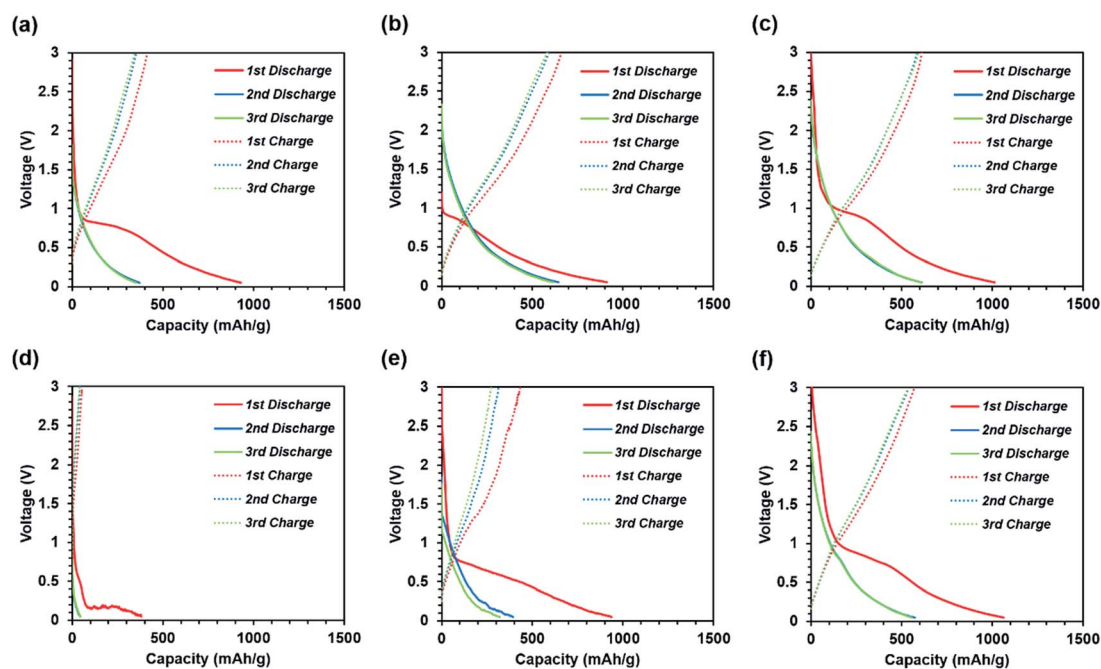 (a)
3
2.5
2
1.5
1
0.5
0
Voltage (V)
1st Discharge
2nd Discharge
3rd Discharge
1st Charge
2nd Charge
3rd Charge
0 500 1000 1500
Capacity (mAh/g)
(b)
3
2.5
2
1.5
1
0.5
0
Voltage (V)
1st Discharge
2nd Discharge
3rd Discharge
1st Charge
2nd Charge
3rd Charge
0 500 1000 1500
Capacity (mAh/g)
(c)
3
2.5
2
1.5
1
0.5
0
Voltage (V)
1st Discharge
2nd Discharge
3rd Discharge
1st Charge
2nd Charge
3rd Charge
0 500 1000 1500
Capacity (mAh/g)
(d)
3
2.5
2
1.5
1
0.5
0
Voltage (V)
1st Discharge
2nd Discharge
3rd Discharge
1st Charge
2nd Charge
3rd Charge
0 500 1000 1500
Capacity (mAh/g)
(e)
3
2.5
2
1.5
1
0.5
0
Voltage (V)
1st Discharge
2nd Discharge
3rd Discharge
1st Charge
2nd Charge
3rd Charge
0 500 1000 1500
Capacity (mAh/g)
(f)
3
2.5
2
1.5
1
0.5
0
Voltage (V)
1st Discharge
2nd Discharge
3rd Discharge
1st Charge
2nd Charge
3rd Charge
0 500 1000 1500
Capacity (mAh/g)